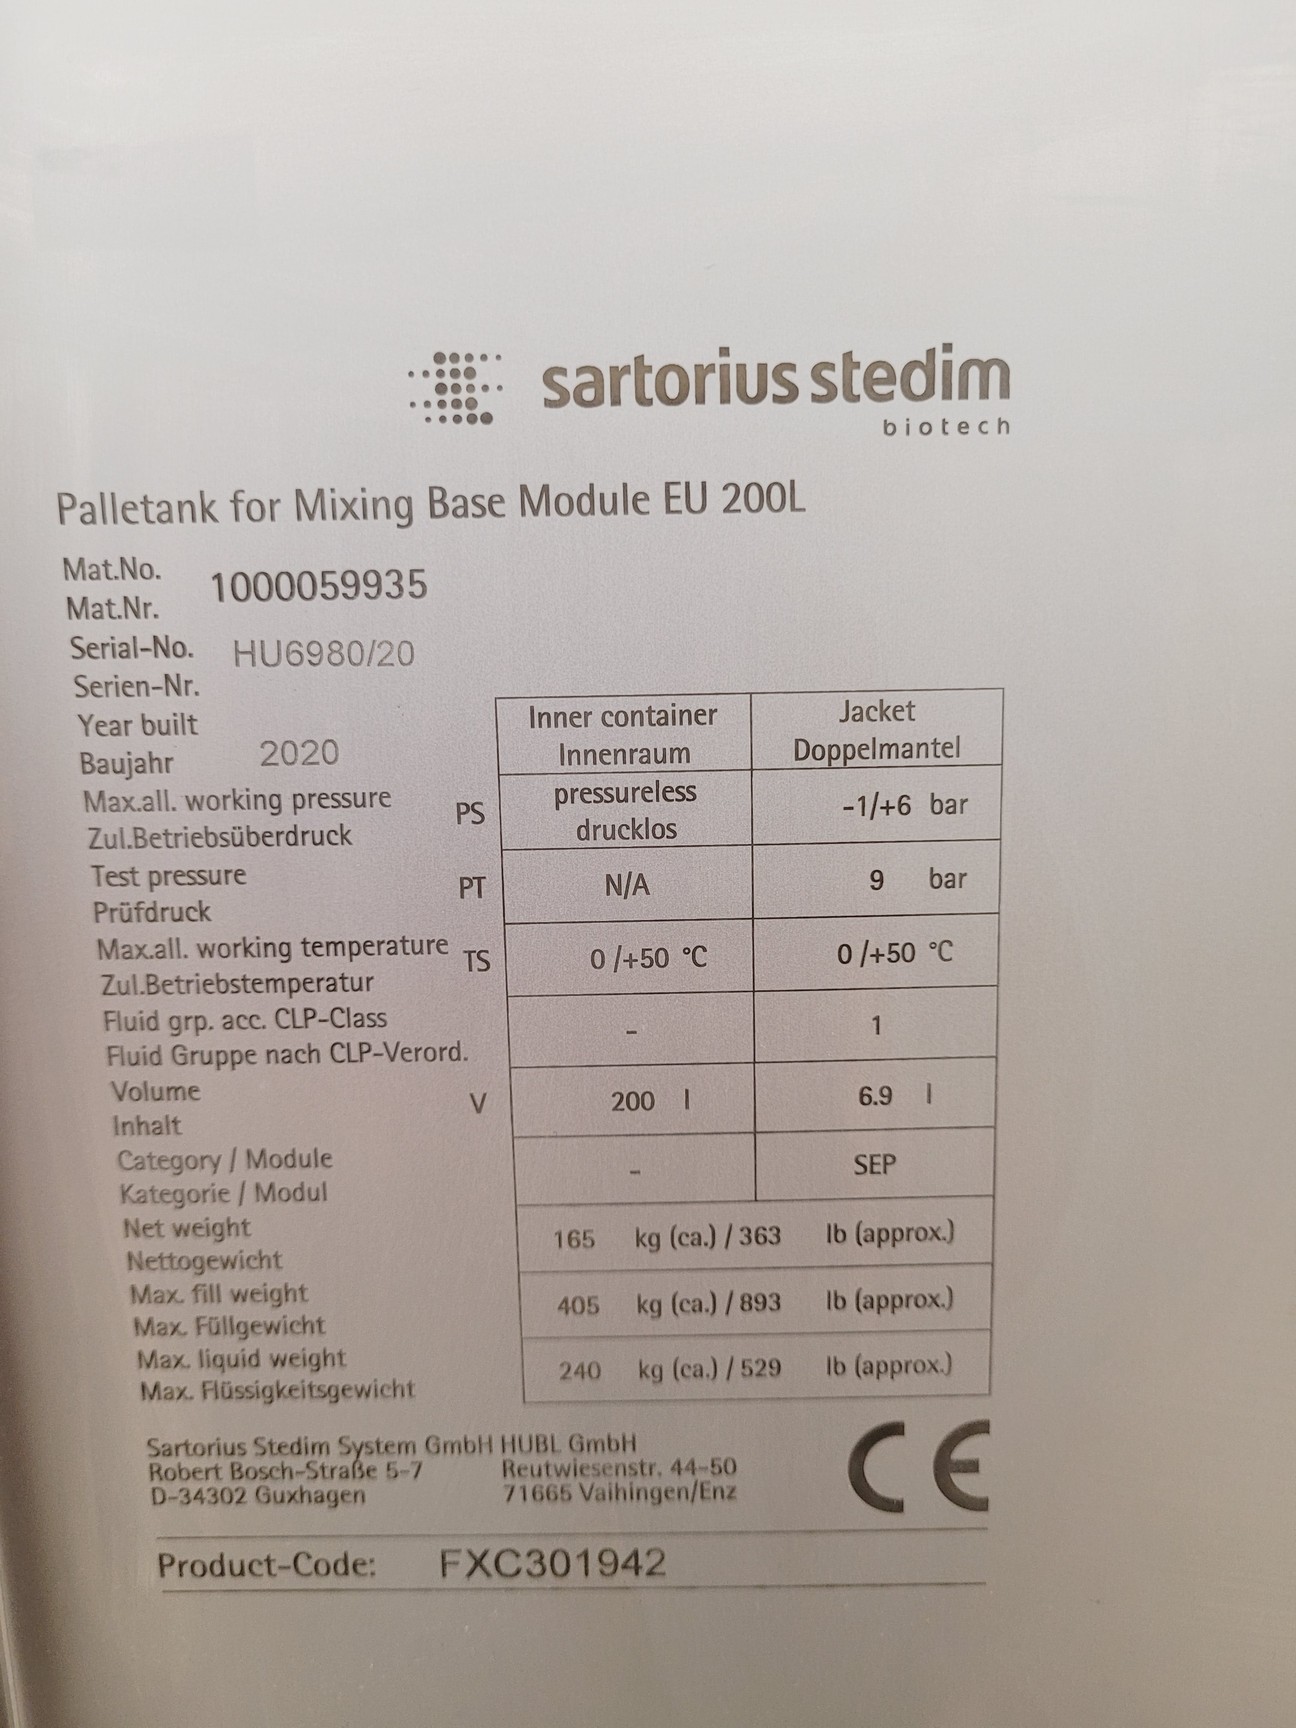 sartorius stedim
biotech
Palletank for Mixing Base Module EU 200L
Mat.No.
Mat.Nr. 1000059935
Serial-No. HU6980/20
Serien-Nr.
Year built
Baujahr 2020
Inner container
Innenraum
Jacket
Doppelmantel
Max.all. working pressure
Zul.Betriebsüberdruck
PS
pressureless
drucklos
-1/+6 bar
Test pressure
Prüfdruck
PT
N/A
9 bar
Max.all. working temperature
Zul.Betriebstemperatur
TS
0 /+50 °C
0 /+50 °C
Fluid grp. acc. CLP-Class
Fluid Gruppe nach CLP-Verord.
-
1
Volume
Inhalt
V
200 l
6.9 l
Category / Module
Kategorie / Modul
-
SEP
Net weight
Nettogewicht
165 kg (ca.) / 363 lb (approx.)
Max. fill weight
Max. Füllgewicht
405 kg (ca.) / 893 lb (approx.)
Max. liquid weight
Max. Flüssigkeitsgewicht
240 kg (ca.) / 529 lb (approx.)
Sartorius Stedim System GmbH HUBL GmbH
Robert Bosch-Straße 5-7 Reutwiesenstr. 44-50
D-34302 Guxhagen 71665 Vaihingen/Enz
CE
Product-Code: FXC301942